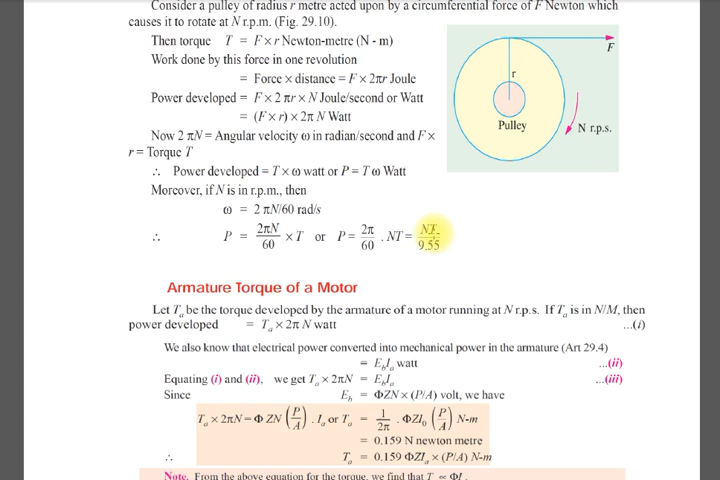 Consider a pulley of radius r metre acted upon by a circumferential force of F Newton which
causes it to rotate at N r.p.m. (Fig. 29.10).
Then torque T = F × r Newton-metre (N - m)
Work done by this force in one revolution
= Force × distance = F × 2πr Joule
Power developed = F × 2 πr × N Joule/second or Watt
= (F × r) × 2π N Watt
Now 2 πN = Angular velocity ω in radian/second and F ×
r = Torque T
∴ Power developed = T × ω watt or P = T ω Watt
Moreover, if N is in r.p.m., then
ω = 2 πN/60 rad/s
∴ P = 2πN/60 × T or P = 2π/60 . NT = NT/9.55
F
r
Pulley
N r.p.s.
Armature Torque of a Motor
Let Ta be the torque developed by the armature of a motor running at N r.p.s. If Ta is in N/M, then
power developed = Ta × 2π N watt ...(i)
We also know that electrical power converted into mechanical power in the armature (Art 29.4)
= EbIa watt ...(ii)
Equating (i) and (ii), we get Ta × 2πN = EbIa ...(iii)
Since Eb = ΦZN × (P/A) volt, we have
Ta × 2πN = Φ ZN (P/A) . Ia or Ta = 1/2π . ΦZI0 (P/A) N-m
= 0.159 N newton metre
∴ Ta = 0.159 ΦZIa × (P/A) N-m
Note. From the above equation for the torque, we find that T ∝ ΦI